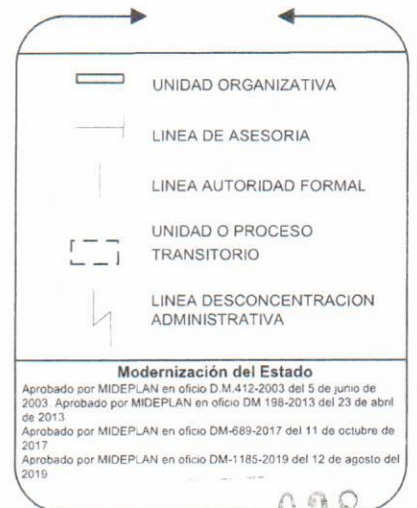 UNIDAD ORGANIZATIVA
LINEA DE ASESORIA
LINEA AUTORIDAD FORMAL
UNIDAD O PROCESO
TRANSITORIO
LINEA DESCONCENTRACION
ADMINISTRATIVA
Modernización del Estado
Aprobado por MIDEPLAN en oficio D.M.412-2003 del 5 de junio de
2003. Aprobado por MIDEPLAN en oficio DM 198-2013 del 23 de abril
de 2013
Aprobado por MIDEPLAN en oficio DM-689-2017 del 11 de octubre de
2017
Aprobado por MIDEPLAN en oficio DM-1185-2019 del 12 de agosto del
2019